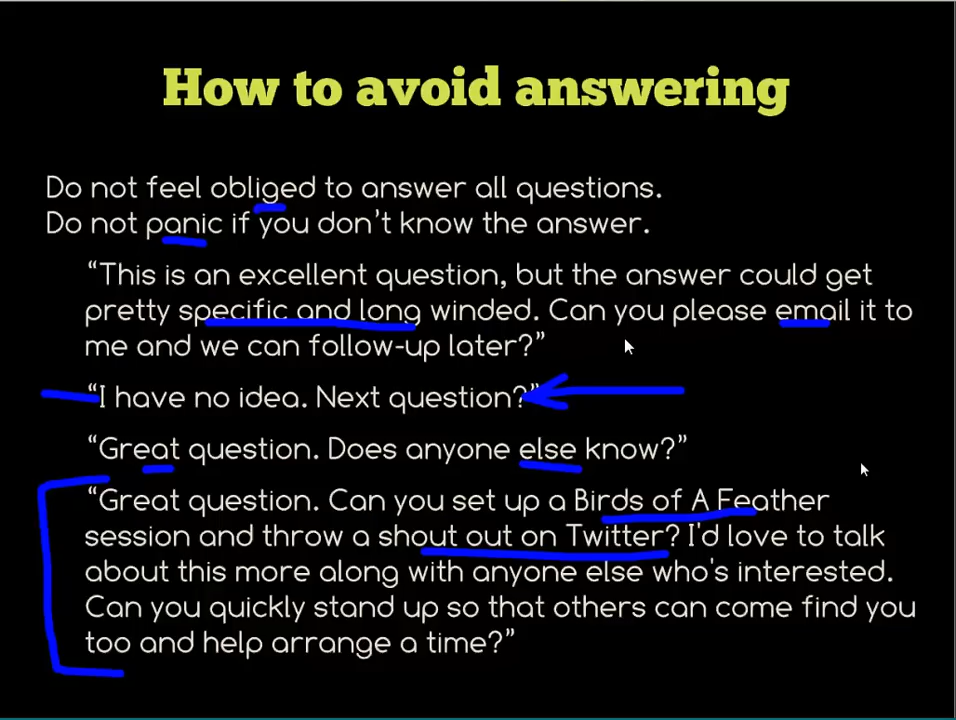 How to avoid answering
Do not feel obliged to answer all questions.
Do not panic if you don't know the answer.
“This is an excellent question, but the answer could get
pretty specific and long winded. Can you please email it to
me and we can follow-up later?”
“I have no idea. Next question?”
“Great question. Does anyone else know?”
“Great question. Can you set up a Birds of A Feather
session and throw a shout out on Twitter? I'd love to talk
about this more along with anyone else who's interested.
Can you quickly stand up so that others can come find you
too and help arrange a time?”